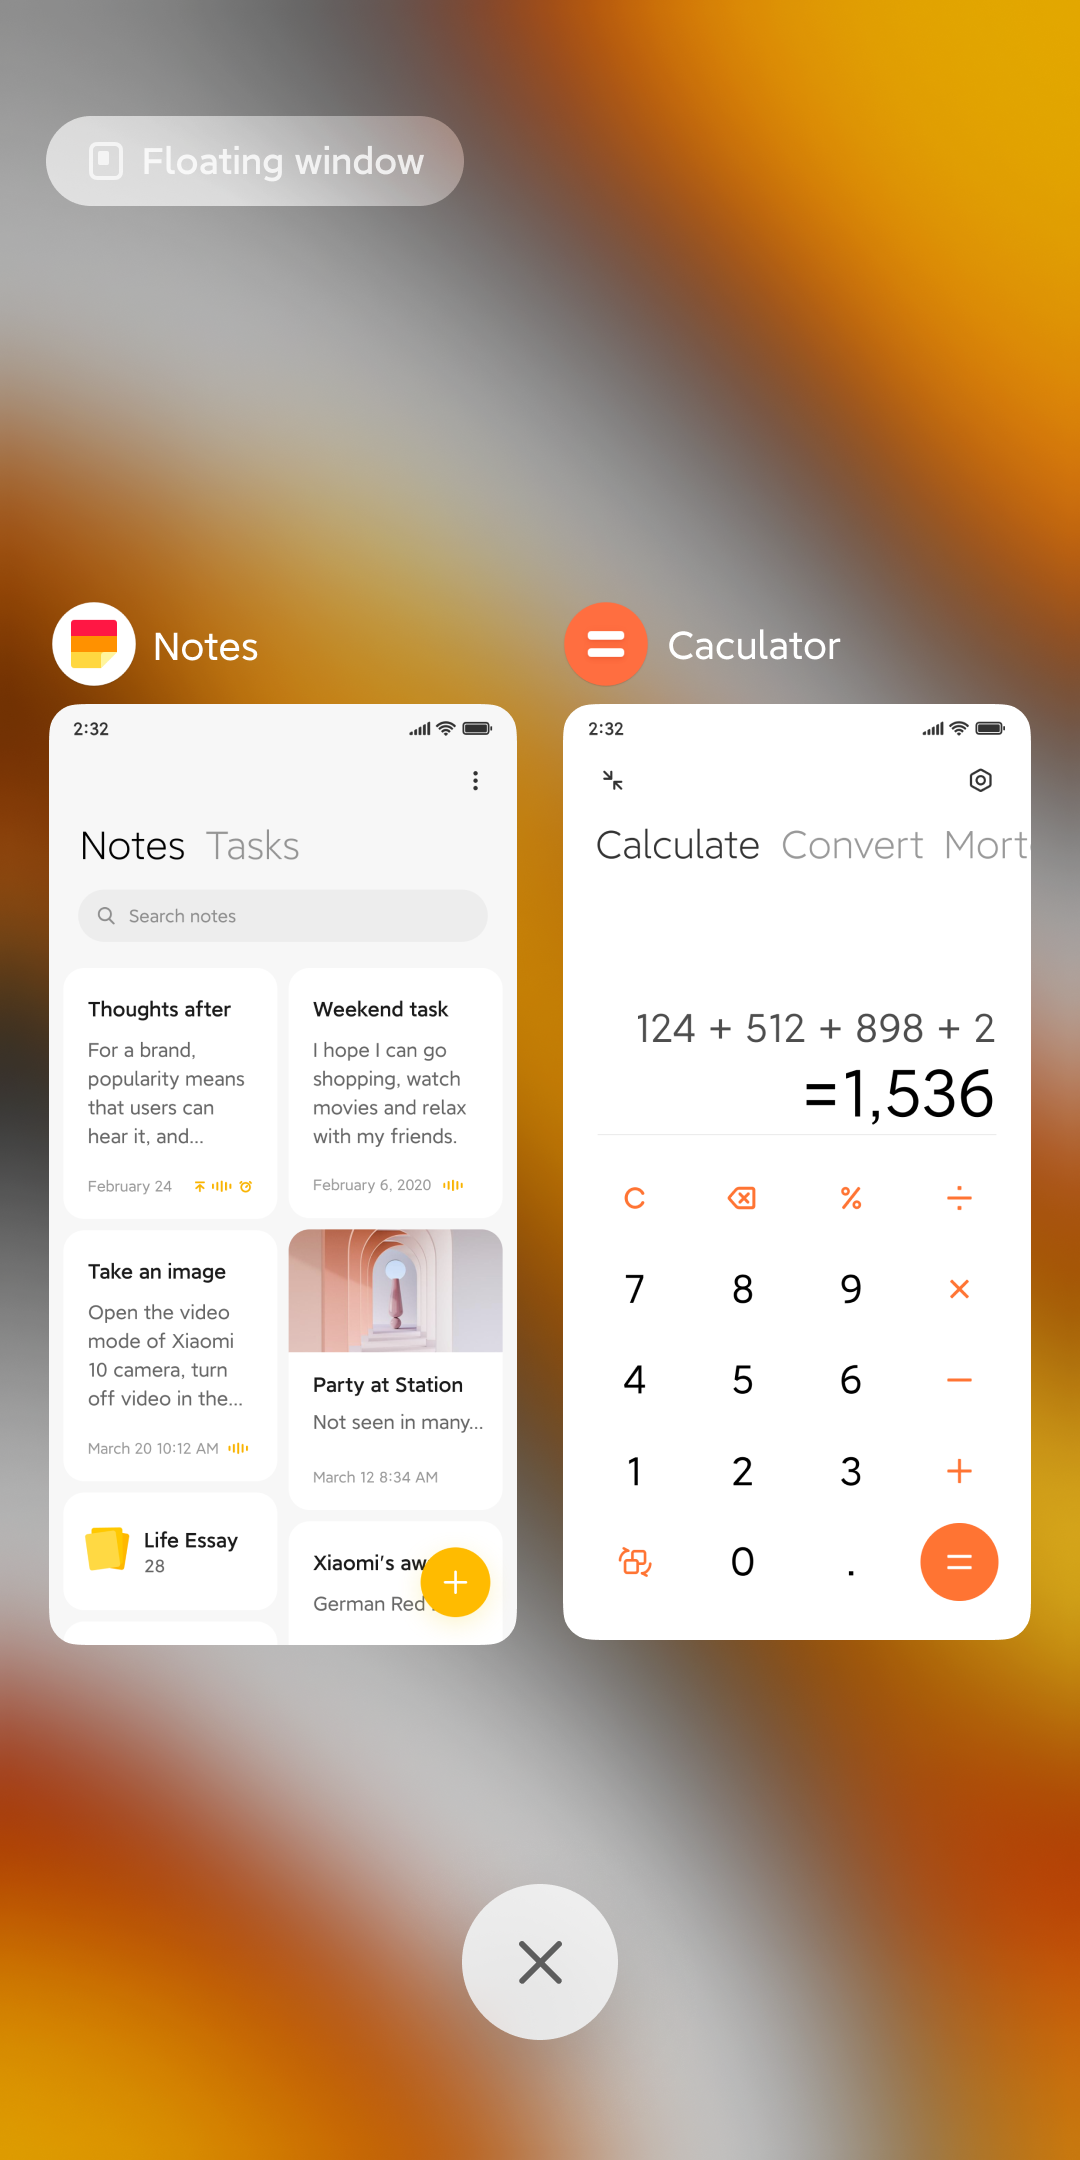 Floating window
Notes
2:32
Notes Tasks
Search notes
Thoughts after
For a brand,
popularity means
that users can
hear it, and...
February 24
Weekend task
I hope I can go
shopping, watch
movies and relax
with my friends.
February 6, 2020
Take an image
Open the video
mode of Xiaomi
10 camera, turn
off video in the...
March 20 10:12 AM
Party at Station
Not seen in many...
March 12 8:34 AM
Life Essay
28
Xiaomi's aw
German Red
Caculator
2:32
Calculate Convert Mort
124 + 512 + 898 + 2
=1,536
C % ÷
7 8 9 ×
4 5 6 −
1 2 3 +
0 . =